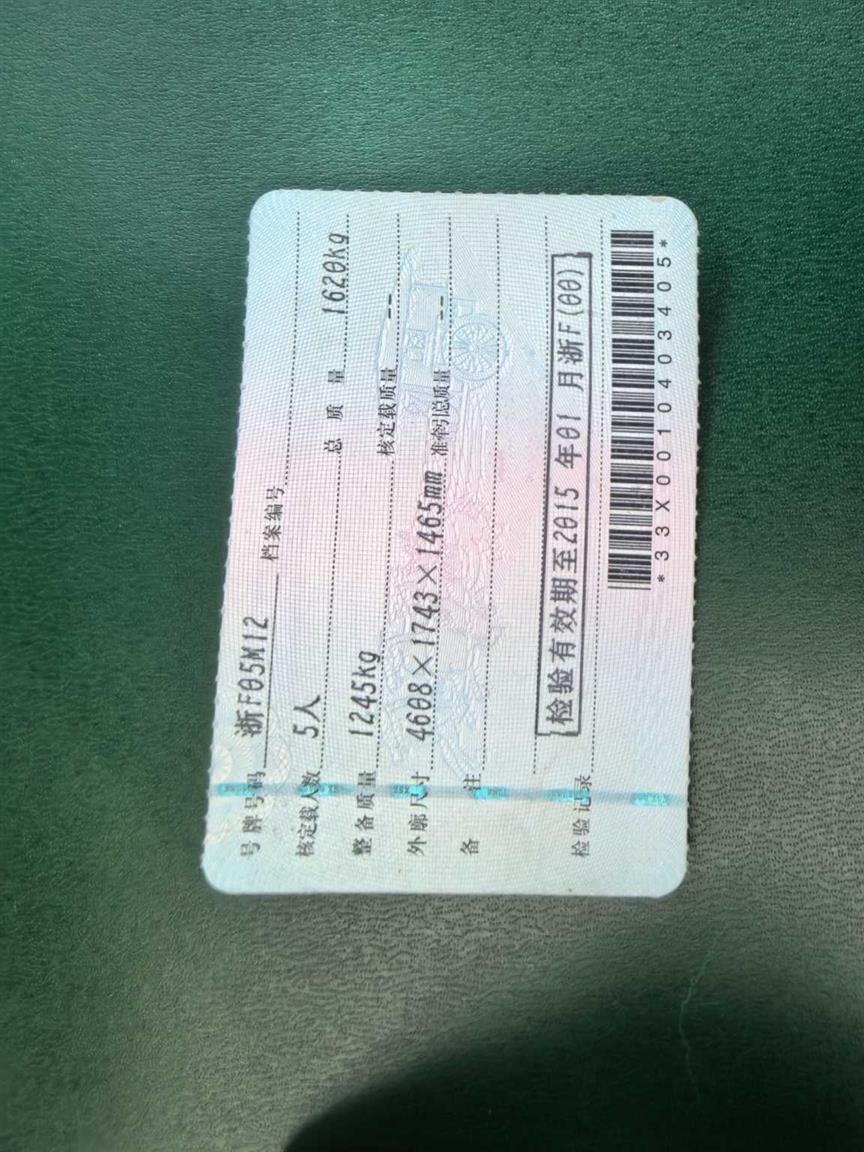 号牌号码 浙F05M12 档案编号
核定载人数 5人 总质量 1620kg
整备质量 1245kg 核定载质量 --
外廓尺寸 4608×1743×1465mm 准牵引总质量 --
备注
检验记录 检验有效期至2015年01月浙F(00)
*33X0010403405*